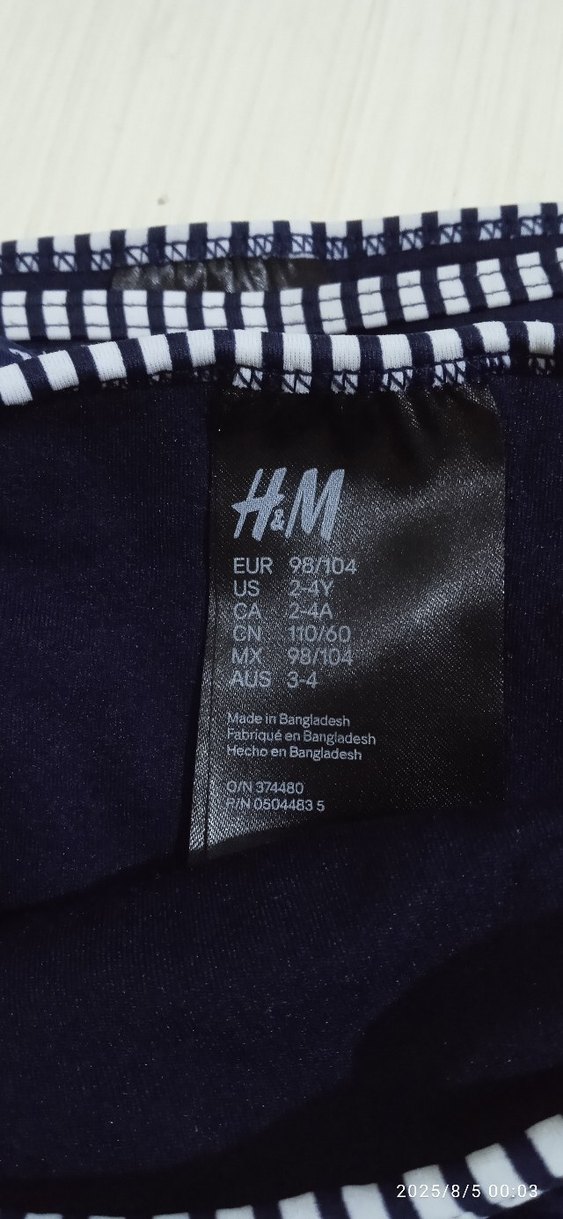 H&M
EUR 98/104
US 2-4Y
CA 2-4A
CN 110/60
MX 98/104
AUS 3-4
Made in Bangladesh
Fabriqué en Bangladesh
Hecho en Bangladesh
O/N 374480
P/N 0504483 5
2025/8/5 00:03